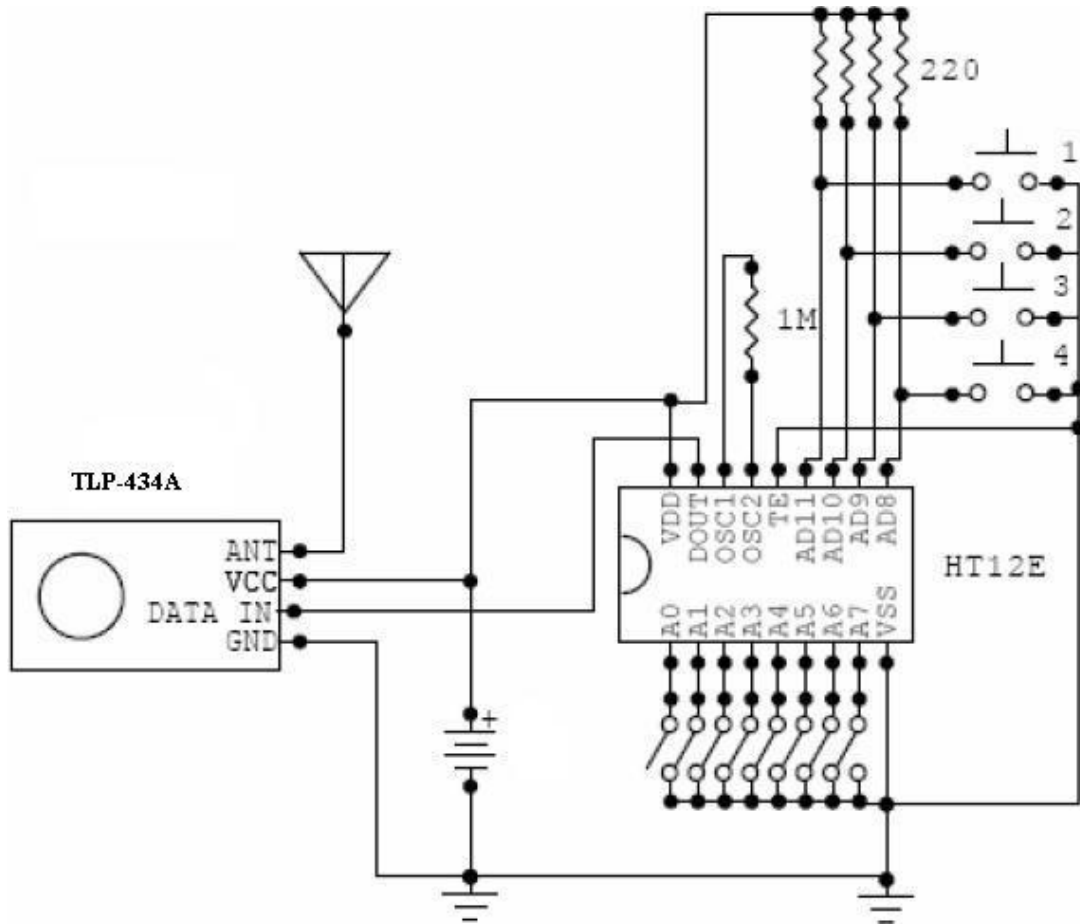 220
1
2
3
1M
4
TLP-434A
VDD
DOUT
OSC1
OSC2
TE
AD11
AD10
AD9
AD8
ANT
VCC
DATA IN
GND
HT12E
A0
A1
A2
A3
A4
A5
A6
A7
VSS
+